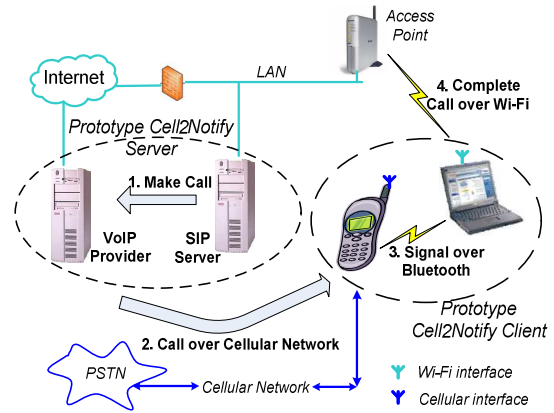 Access
Point
Internet
LAN
4. Complete
Call over Wi-Fi
Prototype Cell2Notify
Server
1. Make Call
VoIP
Provider
SIP
Server
3. Signal over
Bluetooth
Prototype
Cell2Notify Client
2. Call over Cellular Network
PSTN
Cellular Network
Wi-Fi interface
Cellular interface